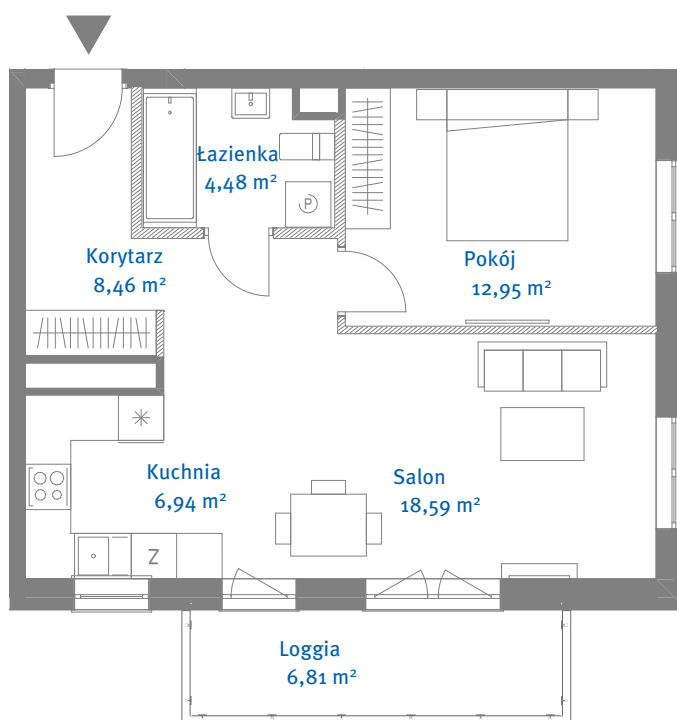 Łazienka
4,48 m²
P
Korytarz
8,46 m²
Pokój
12,95 m²
Kuchnia
6,94 m²
Salon
18,59 m²
Z
Loggia
6,81 m²